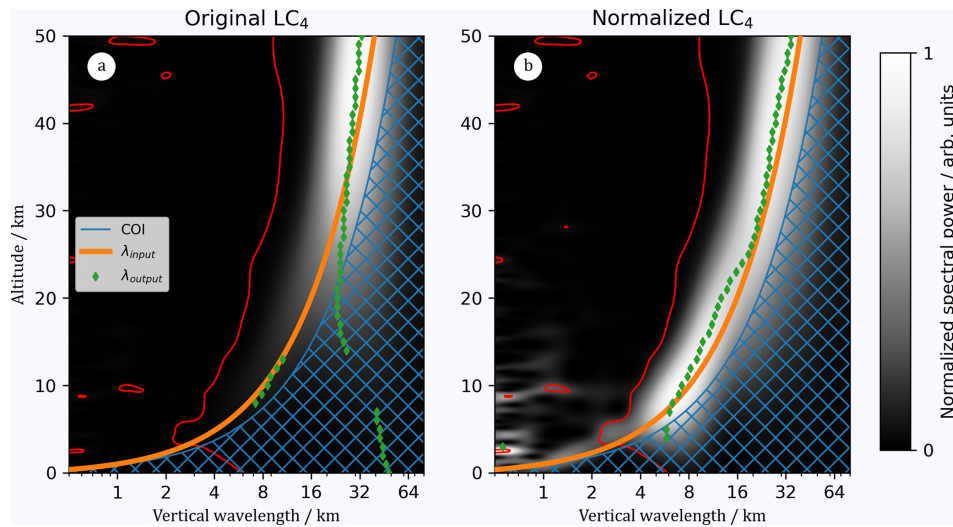 Original LC4
Normalized LC4
a
b
50
40
30
20
10
0
Altitude / km
COI
λinput
λoutput
1
2
4
8
16
32
64
Vertical wavelength / km
50
40
30
20
10
0
1
2
4
8
16
32
64
Vertical wavelength / km
1
0
Normalized spectral power / arb. units